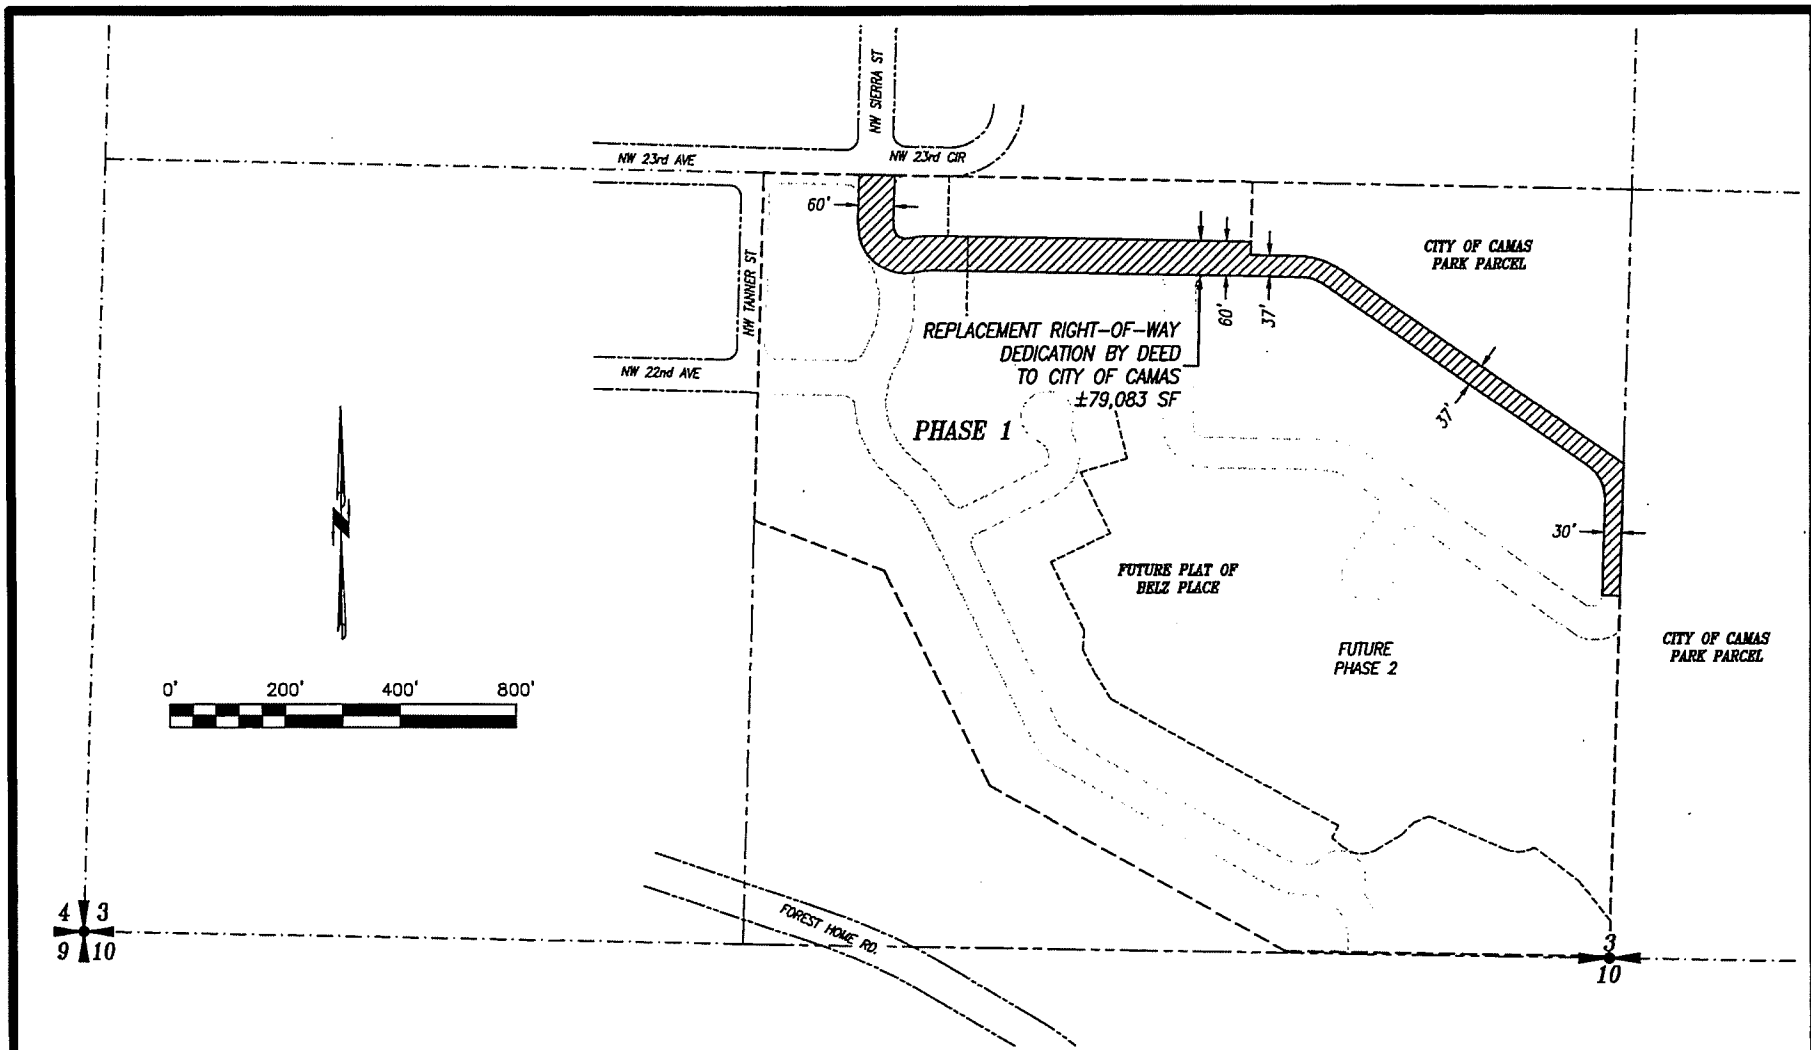 NW SIERRA ST
NW 23rd AVE
NW 23rd CIR
60'
NW TANNER ST
CITY OF CAMAS
PARK PARCEL
60'
37'
REPLACEMENT RIGHT-OF-WAY
DEDICATION BY DEED
TO CITY OF CAMAS
±79,083 SF
NW 22nd AVE
PHASE 1
37'
N
30'
FUTURE PLAT OF
BELZ PLACE
FUTURE
PHASE 2
CITY OF CAMAS
PARK PARCEL
0' 200' 400' 800'
FOREST HOME RD.
4 3
9 10
3
10